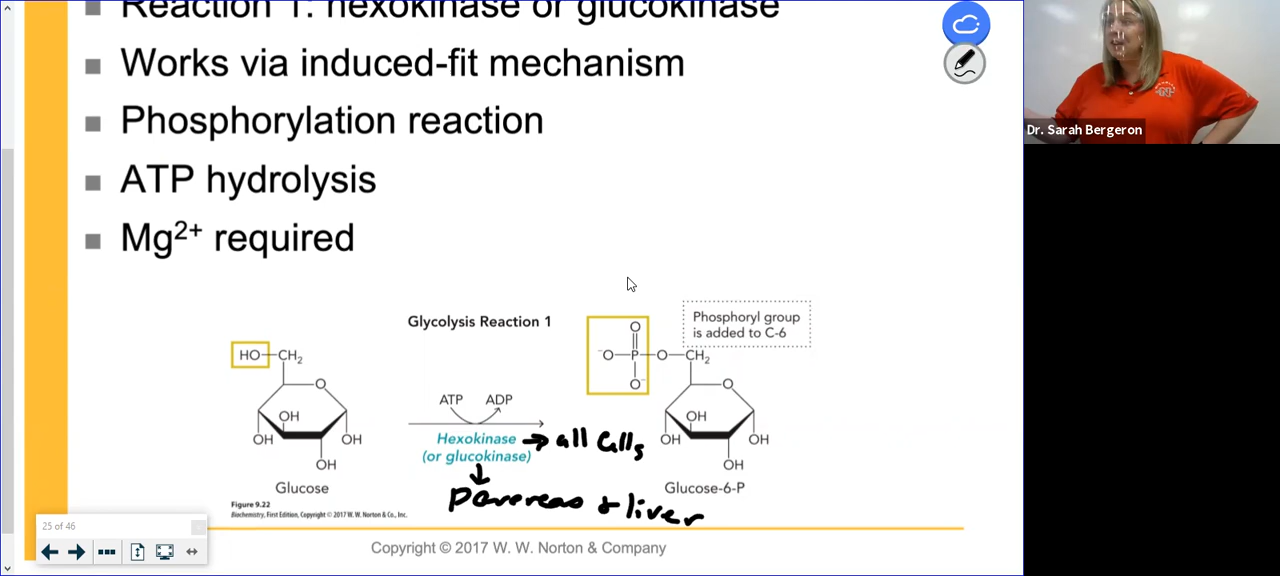 Reaction 1: hexokinase or glucokinase
Works via induced-fit mechanism
Phosphorylation reaction
ATP hydrolysis
Mg²⁺ required
Dr. Sarah Bergeron
Glycolysis Reaction 1
Phosphoryl group
is added to C-6
HO CH₂
O
OH
OH OH
OH
Glucose
ATP ADP
Hexokinase → all Cells
(or glucokinase)
↓
Pancreas + liver
O
⁻O P O CH₂
O⁻
O
OH
OH OH
OH
Glucose-6-P
Figure 9.22
Biochemistry, First Edition, Copyright © 2017 W. W. Norton & Co., Inc.
25 of 46
Copyright © 2017 W. W. Norton & Company